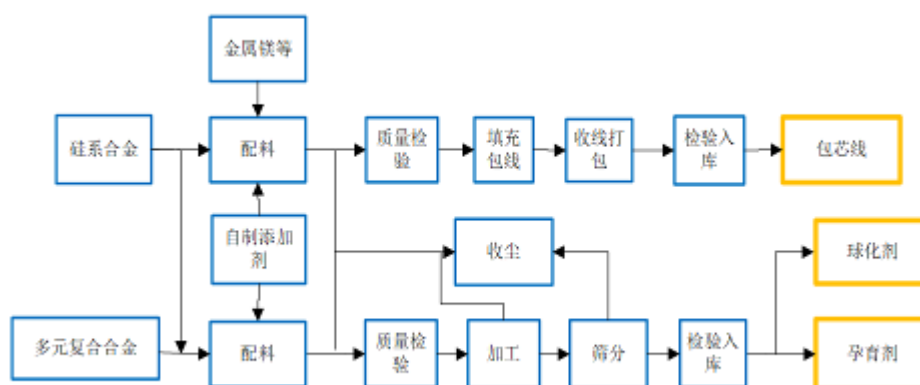 金属镁等
硅系合金
配料
质量检
验
填充
包线
收线打
包
检验入
库
包芯线
自制添加
剂
收尘
球化剂
多元复合合金
配料
质量检
验
加工
筛分
检验入
库
孕育剂